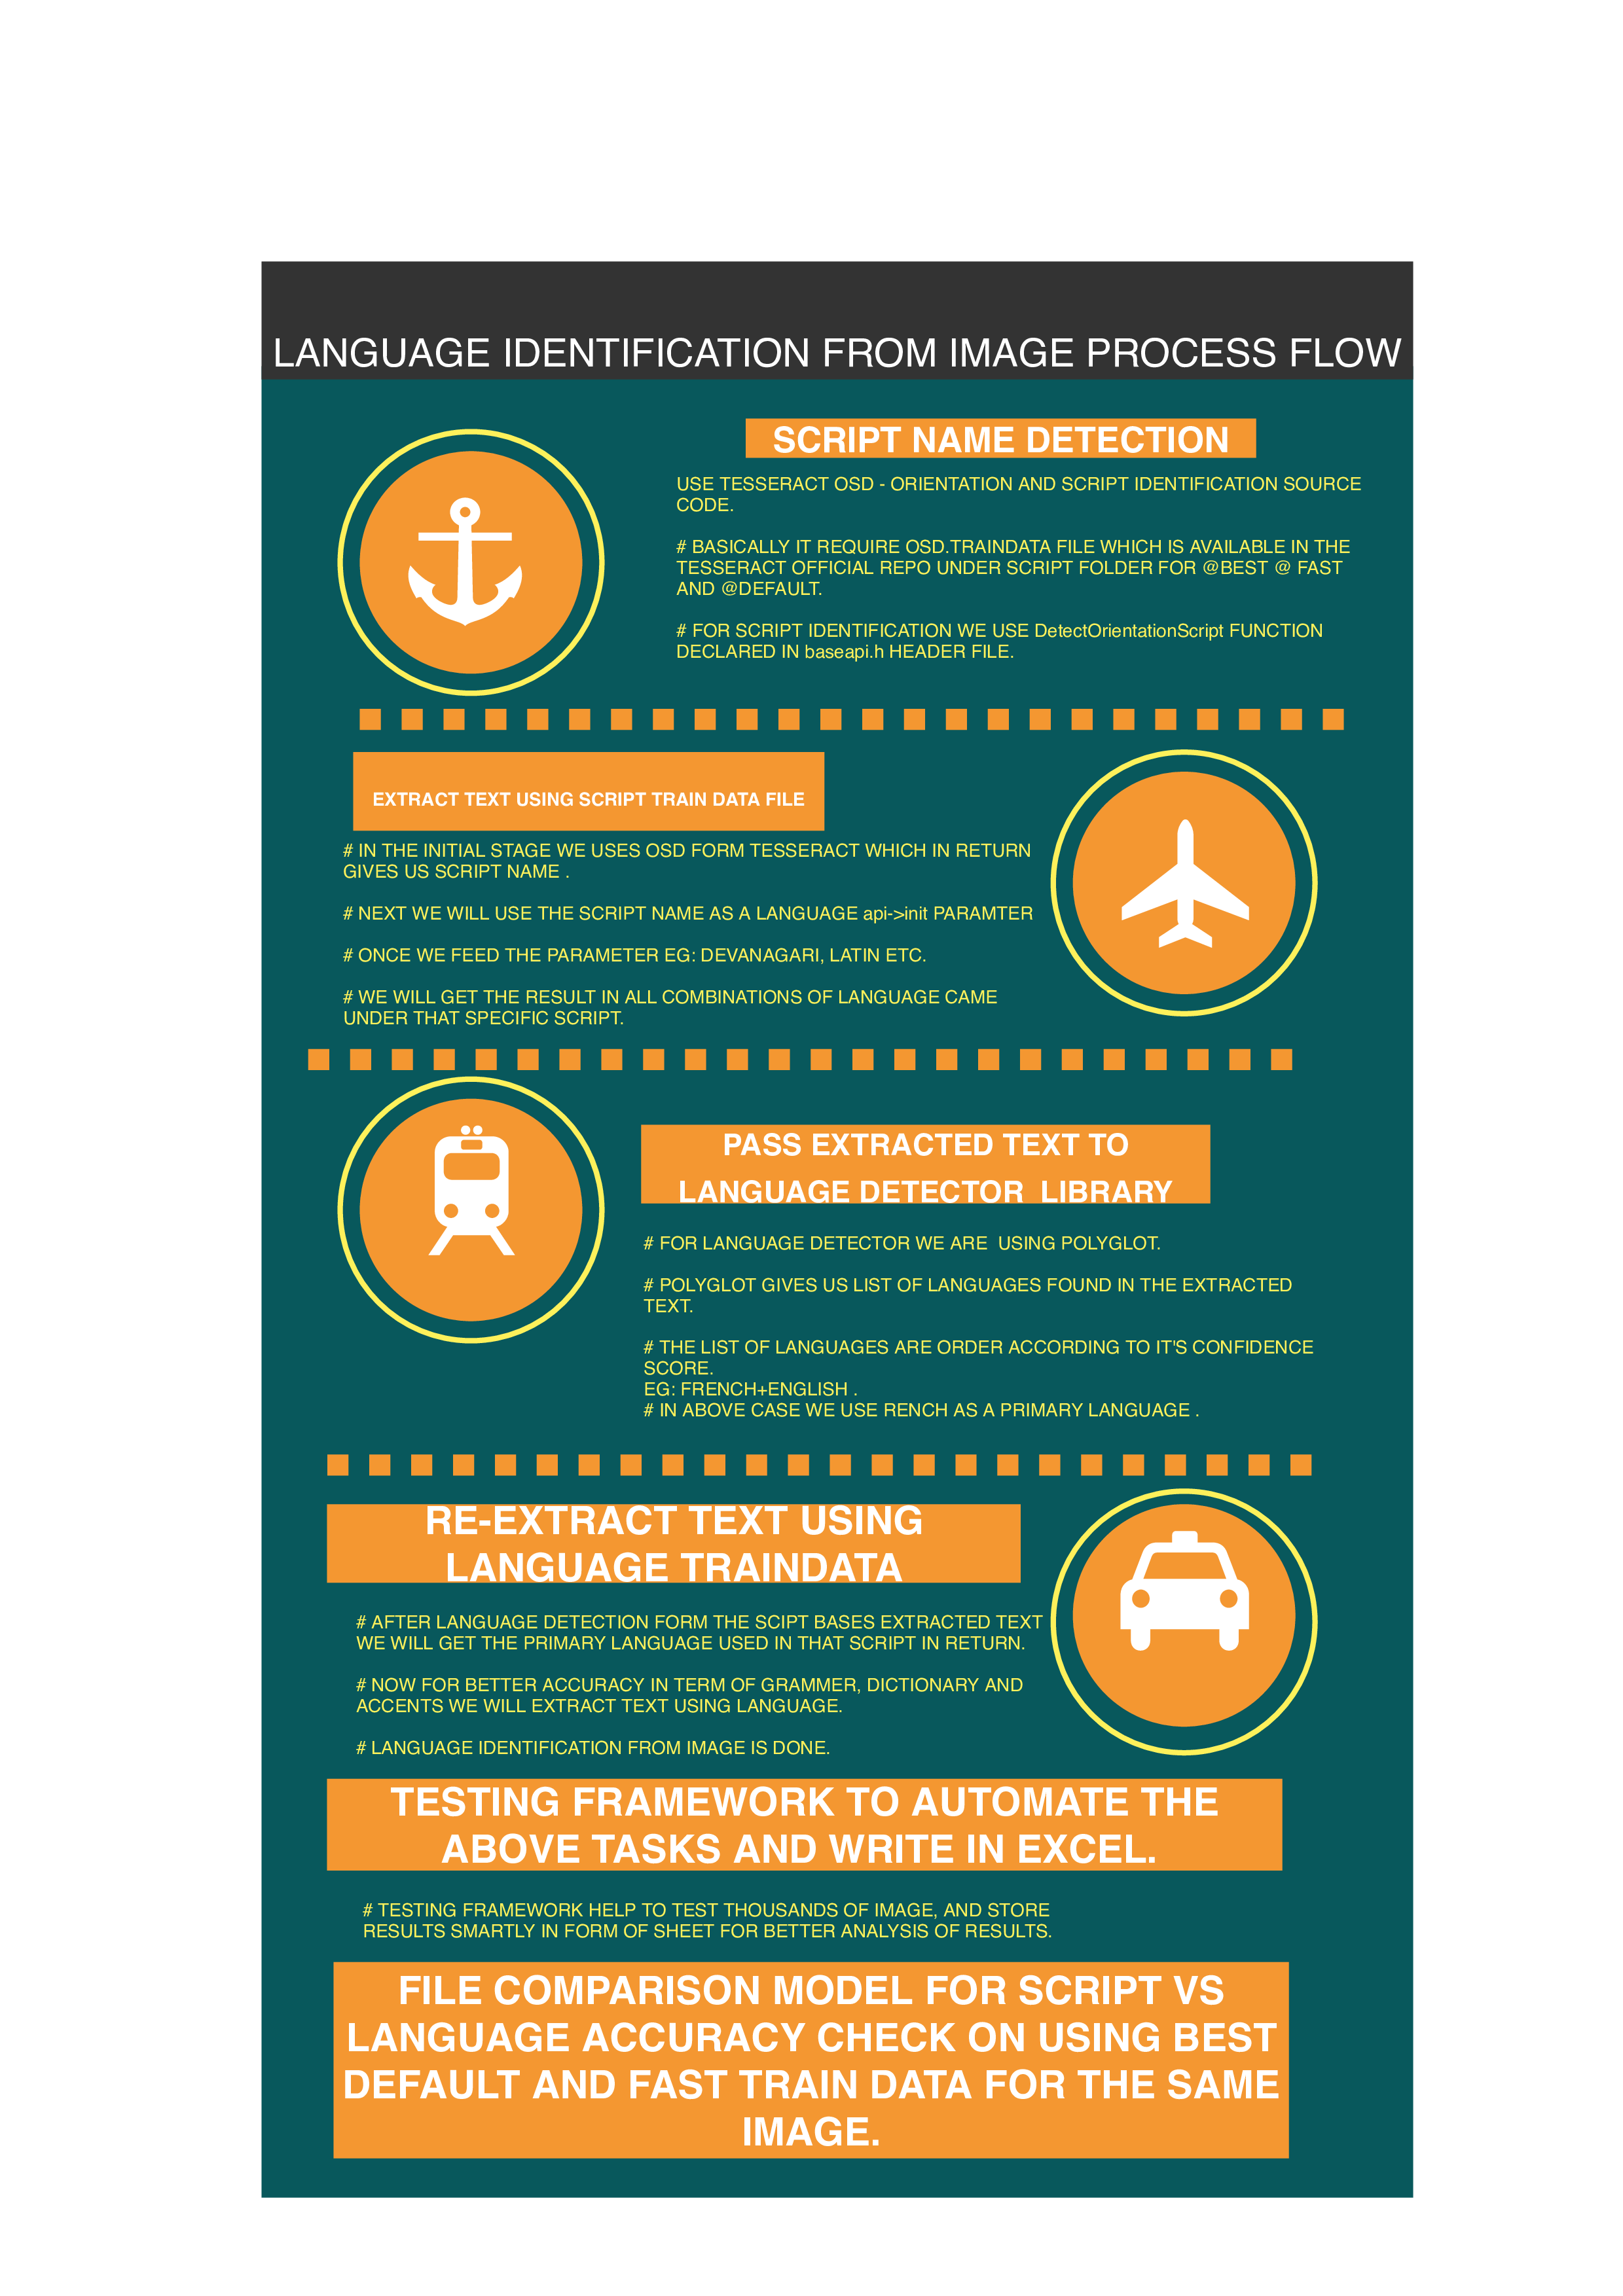 LANGUAGE IDENTIFICATION FROM IMAGE PROCESS FLOW
SCRIPT NAME DETECTION
USE TESSERACT OSD - ORIENTATION AND SCRIPT IDENTIFICATION SOURCE
CODE.
# BASICALLY IT REQUIRE OSD.TRAINDATA FILE WHICH IS AVAILABLE IN THE
TESSERACT OFFICIAL REPO UNDER SCRIPT FOLDER FOR @BEST @ FAST
AND @DEFAULT.
# FOR SCRIPT IDENTIFICATION WE USE DetectOrientationScript FUNCTION
DECLARED IN baseapi.h HEADER FILE.
EXTRACT TEXT USING SCRIPT TRAIN DATA FILE
# IN THE INITIAL STAGE WE USES OSD FORM TESSERACT WHICH IN RETURN
GIVES US SCRIPT NAME .
# NEXT WE WILL USE THE SCRIPT NAME AS A LANGUAGE api->init PARAMTER
# ONCE WE FEED THE PARAMETER EG: DEVANAGARI, LATIN ETC.
# WE WILL GET THE RESULT IN ALL COMBINATIONS OF LANGUAGE CAME
UNDER THAT SPECIFIC SCRIPT.
PASS EXTRACTED TEXT TO
LANGUAGE DETECTOR  LIBRARY
# FOR LANGUAGE DETECTOR WE ARE  USING POLYGLOT.
# POLYGLOT GIVES US LIST OF LANGUAGES FOUND IN THE EXTRACTED
TEXT.
# THE LIST OF LANGUAGES ARE ORDER ACCORDING TO IT'S CONFIDENCE
SCORE.
EG: FRENCH+ENGLISH .
# IN ABOVE CASE WE USE RENCH AS A PRIMARY LANGUAGE .
RE-EXTRACT TEXT USING
LANGUAGE TRAINDATA
# AFTER LANGUAGE DETECTION FORM THE SCIPT BASES EXTRACTED TEXT
WE WILL GET THE PRIMARY LANGUAGE USED IN THAT SCRIPT IN RETURN.
# NOW FOR BETTER ACCURACY IN TERM OF GRAMMER, DICTIONARY AND
ACCENTS WE WILL EXTRACT TEXT USING LANGUAGE.
# LANGUAGE IDENTIFICATION FROM IMAGE IS DONE.
TESTING FRAMEWORK TO AUTOMATE THE
ABOVE TASKS AND WRITE IN EXCEL.
# TESTING FRAMEWORK HELP TO TEST THOUSANDS OF IMAGE, AND STORE
RESULTS SMARTLY IN FORM OF SHEET FOR BETTER ANALYSIS OF RESULTS.
FILE COMPARISON MODEL FOR SCRIPT VS
LANGUAGE ACCURACY CHECK ON USING BEST
DEFAULT AND FAST TRAIN DATA FOR THE SAME
IMAGE.